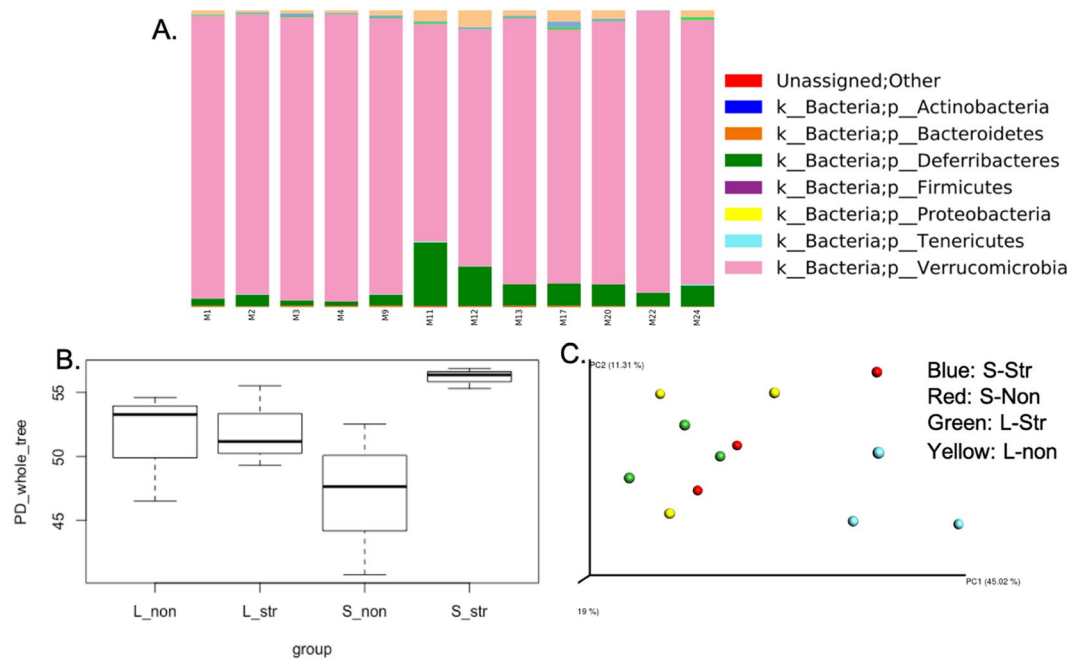 A.
M1
M2
M3
M4
M9
M11
M12
M13
M17
M20
M22
M24
Unassigned;Other
k__Bacteria;p__Actinobacteria
k__Bacteria;p__Bacteroidetes
k__Bacteria;p__Deferribacteres
k__Bacteria;p__Firmicutes
k__Bacteria;p__Proteobacteria
k__Bacteria;p__Tenericutes
k__Bacteria;p__Verrucomicrobia
B.
PD_whole_tree
55
50
45
L_non
L_str
S_non
S_str
group
C.
PC2 (11.31 %)
PC1 (45.02 %)
19 %)
Blue: S-Str
Red: S-Non
Green: L-Str
Yellow: L-non